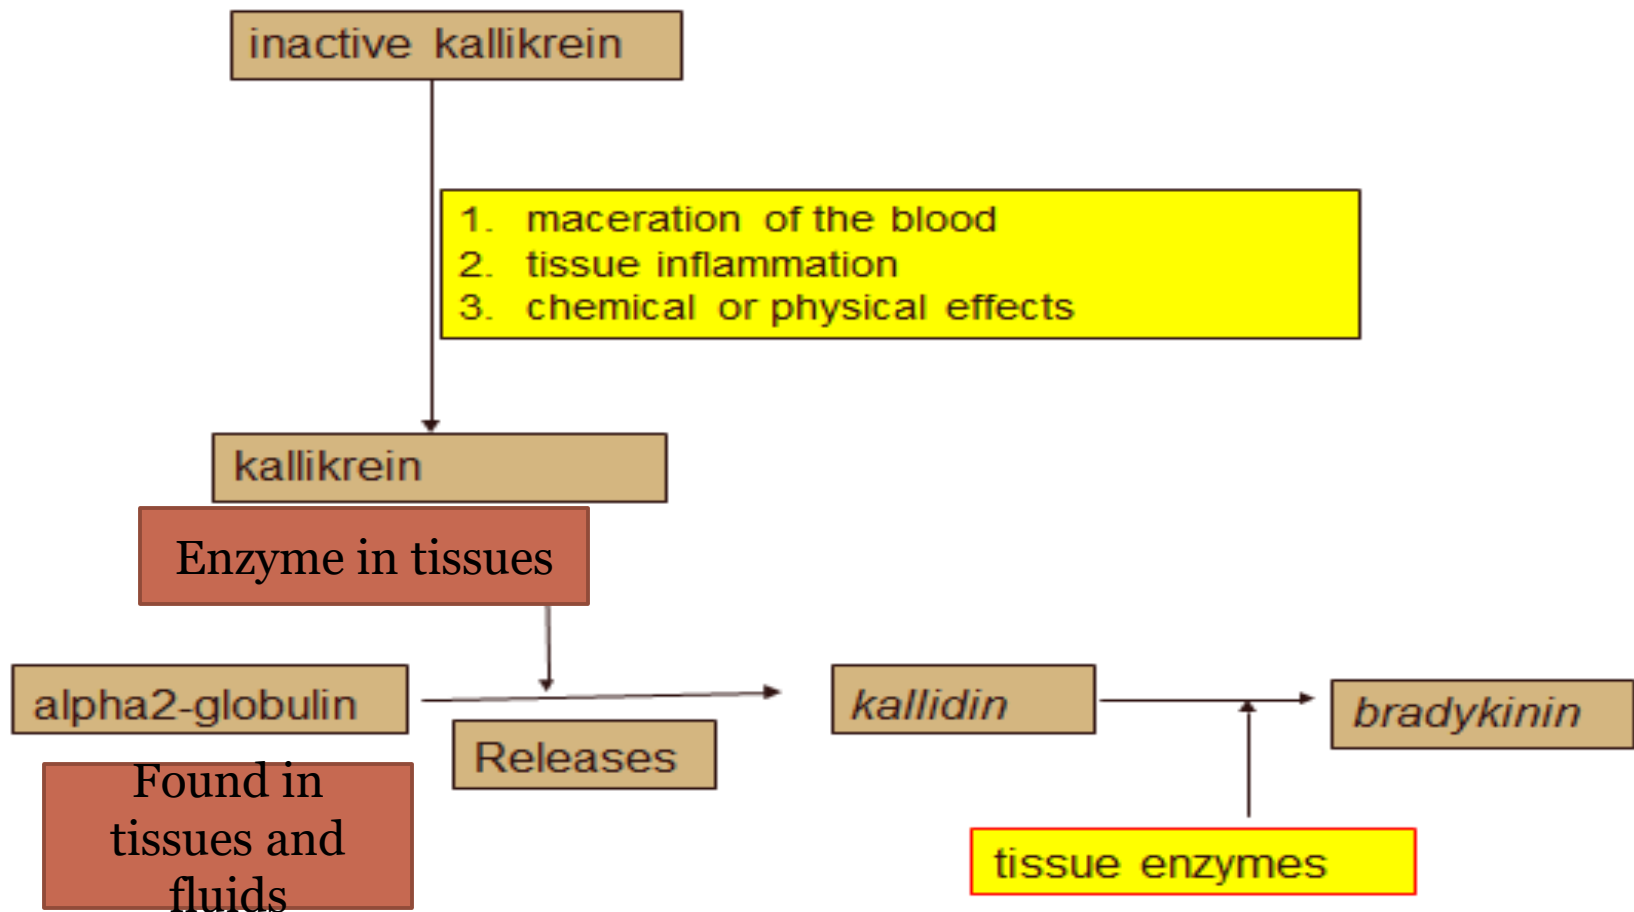 inactive kallikrein
1. maceration of the blood
2. tissue inflammation
3. chemical or physical effects
kallikrein
Enzyme in tissues
alpha2-globulin
Releases
kallidin
bradykinin
Found in
tissues and
fluids
tissue enzymes